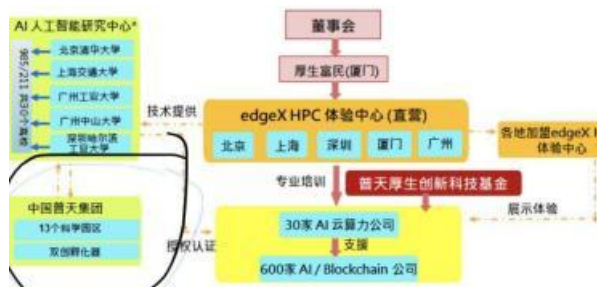 AI人工智能研究中心*
985/211 共30个高校
北京清华大学
上海交通大学
广州工业大学
广州中山大学
深圳哈尔滨
工业大学
中国普天集团
13个科学园区
双创孵化器
董事会
厚生富民(厦门)
技术提供
edgeX HPC 体验中心(直营)
北京
上海
深圳
厦门
广州
各地加盟edgeX H
体验中心
专业培训
普天厚生创新科技基金
展示体验
授权认证
30家 AI 云算力公司
支援
600家 AI / Blockchain 公司